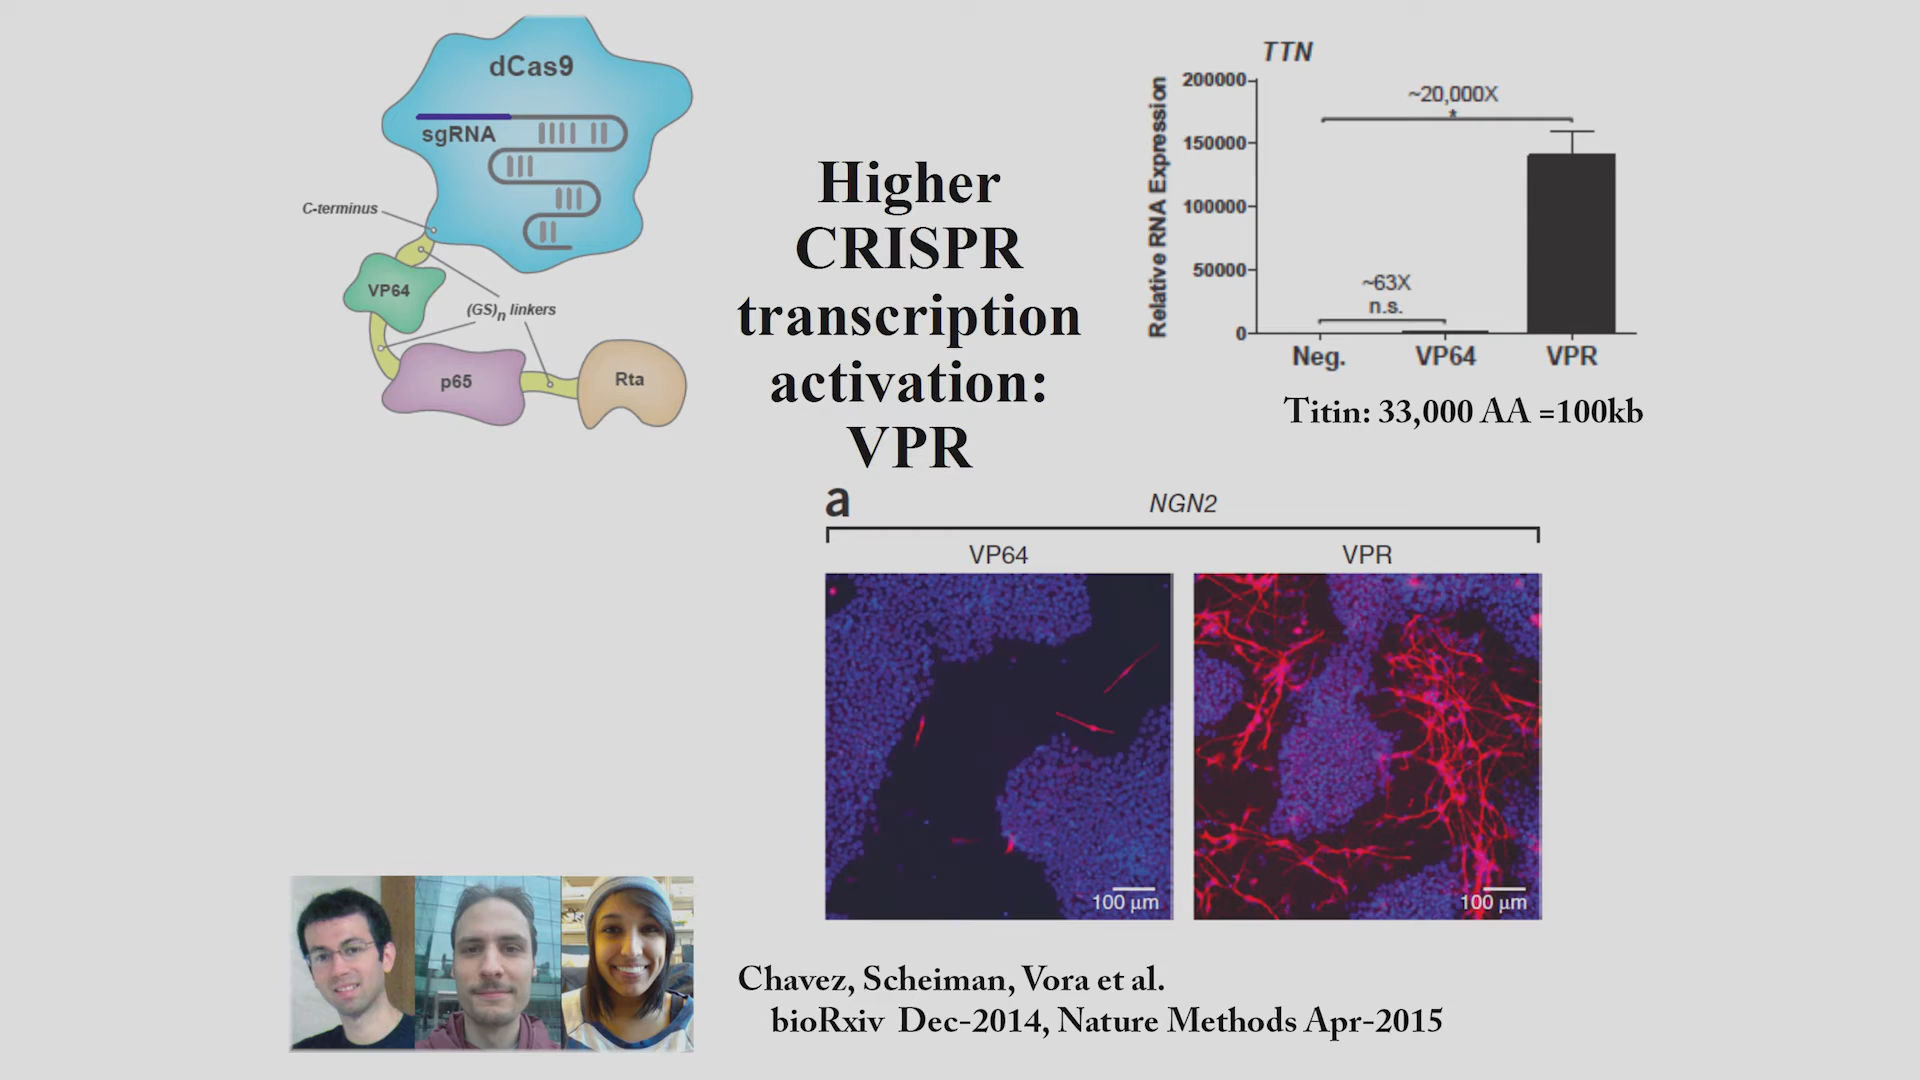 dCas9
sgRNA
C-terminus
VP64
(GS)n linkers
p65
Rta
Higher
CRISPR
transcription
activation:
VPR
TTN
Relative RNA Expression
200000
150000
100000
50000
0
~20,000X
*
~63X
n.s.
Neg. VP64 VPR
Titin: 33,000 AA =100kb
a
NGN2
VP64 VPR
100 μm 100 μm
Chavez, Scheiman, Vora et al.
bioRxiv Dec-2014, Nature Methods Apr-2015